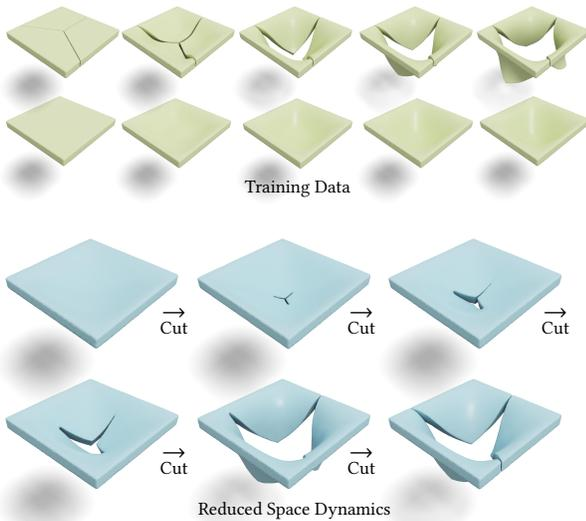 Training Data
→ Cut
→ Cut
→ Cut
→ Cut
→ Cut
Reduced Space Dynamics